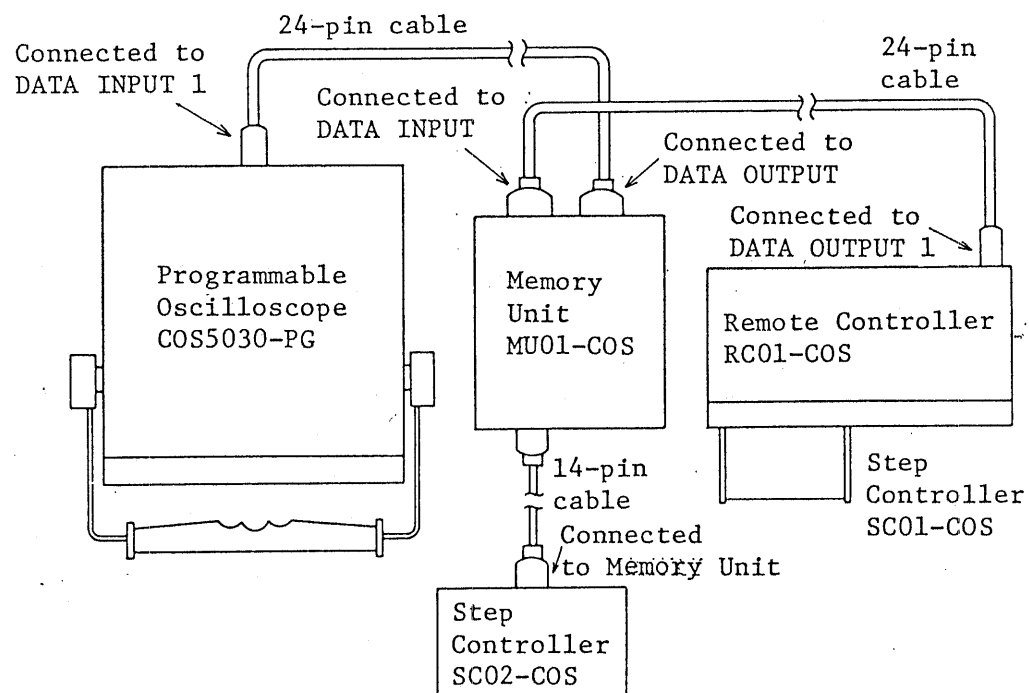 24-pin cable
Connected to
DATA INPUT 1
24-pin
cable
Connected to
DATA INPUT
Connected to
DATA OUTPUT
Connected to
DATA OUTPUT 1
Programmable
Oscilloscope
COS5030-PG
Memory
Unit
MU01-COS
Remote Controller
RC01-COS
14-pin
cable
Step
Controller
SC01-COS
Connected
to Memory Unit
Step
Controller
SC02-COS